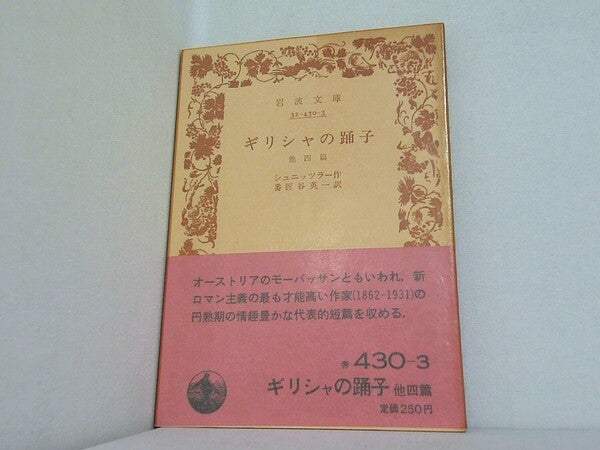 岩波文庫
32-430-3
ギリシャの踊子
他四篇
シュニッツラー作
番匠谷英一訳
オーストリアのモーパッサンともいわれ，新
ロマン主義の最も才能高い作家(1862-1931)の
円熟期の情趣豊かな代表的短篇を収める．
赤 430-3
ギリシャの踊子 他四篇
定価250円